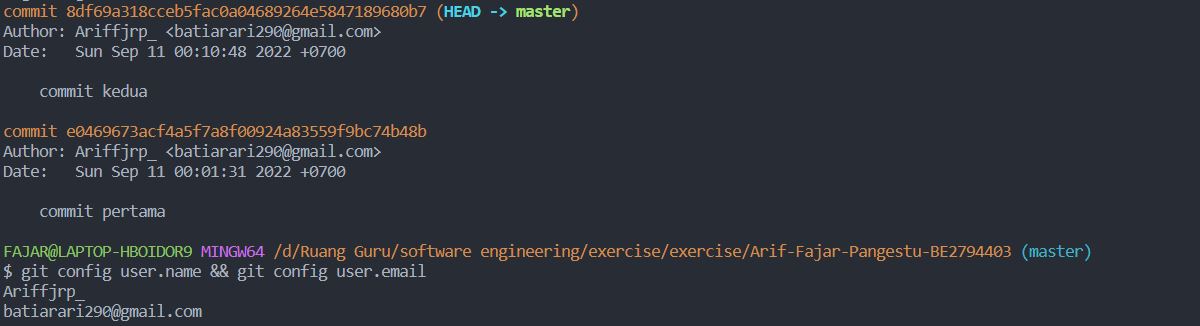 commit 8df69a318cceb5fac0a04689264e5847189680b7 (HEAD -> master)
Author: Ariffjrp_ <batiarari290@gmail.com>
Date:   Sun Sep 11 00:10:48 2022 +0700
commit kedua
commit e0469673acf4a5f7a8f00924a83559f9bc74b48b
Author: Ariffjrp_ <batiarari290@gmail.com>
Date:   Sun Sep 11 00:01:31 2022 +0700
commit pertama
FAJAR@LAPTOP-HBOIDOR9 MINGW64 /d/Ruang Guru/software engineering/exercise/exercise/Arif-Fajar-Pangestu-BE2794403 (master)
$ git config user.name && git config user.email
Ariffjrp_
batiarari290@gmail.com